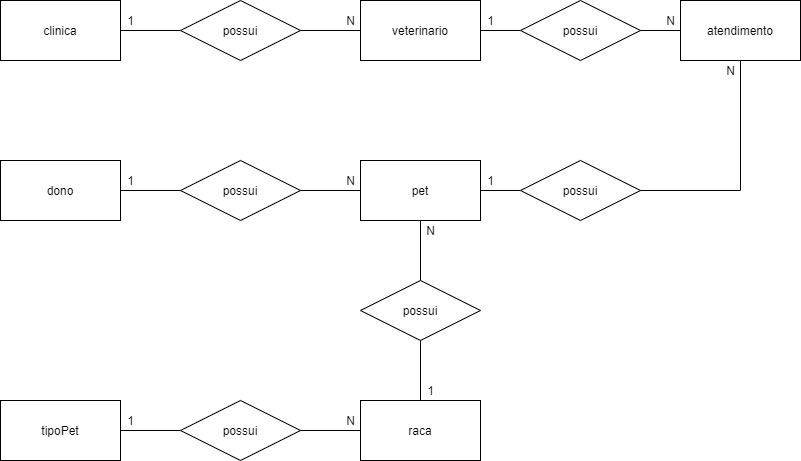 clinica
1
possui
N
veterinario
1
possui
N
atendimento
N
dono
1
possui
N
pet
1
possui
N
possui
1
tipoPet
1
possui
N
raca